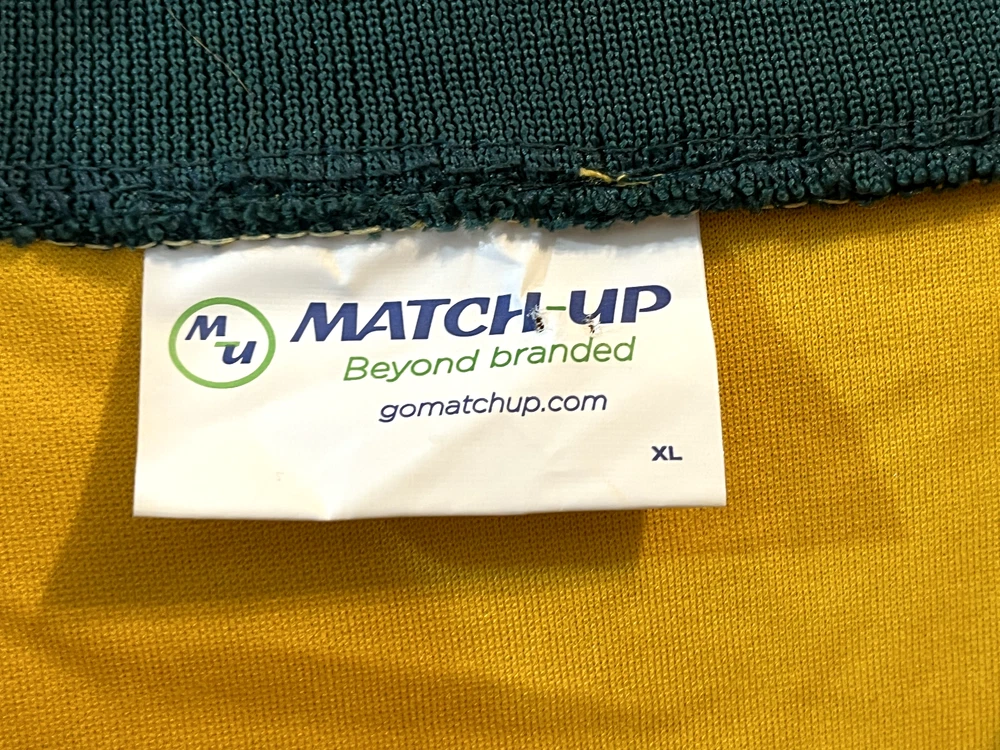 MU MATCH-UP
Beyond branded
gomatchup.com
XL